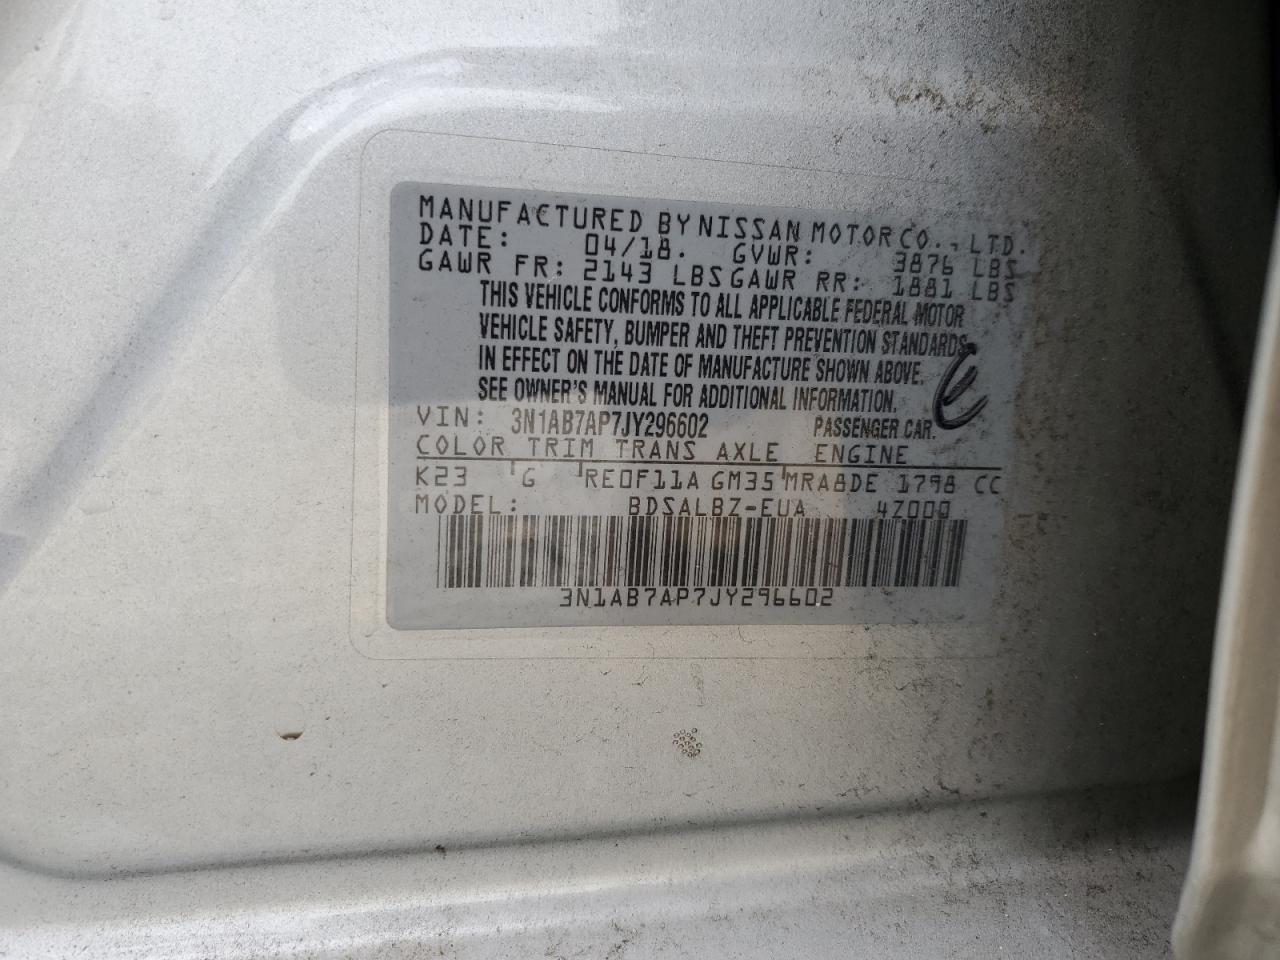 MANUFACTURED BY NISSAN MOTOR CO., LTD.
DATE: 04/18. GVWR: 3876 LBS
GAWR FR: 2143 LBS GAWR RR: 1881 LBS
THIS VEHICLE CONFORMS TO ALL APPLICABLE FEDERAL MOTOR
VEHICLE SAFETY, BUMPER AND THEFT PREVENTION STANDARDS
IN EFFECT ON THE DATE OF MANUFACTURE SHOWN ABOVE.
SEE OWNER'S MANUAL FOR ADDITIONAL INFORMATION.
VIN: 3N1AB7AP7JY296602 PASSENGER CAR.
COLOR TRIM TRANS AXLE ENGINE
K23 G RE0F11A GM35 MRA8DE 1798 CC
MODEL: BDSALBZ-EUA 4Z000
3N1AB7AP7JY296602